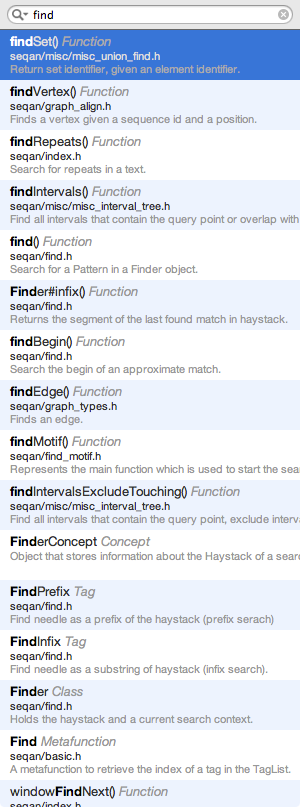 find
findSet() Function
seqan/misc/misc_union_find.h
Return set identifier, given an element identifier.
findVertex() Function
seqan/graph_align.h
Finds a vertex given a sequence id and a position.
findRepeats() Function
seqan/index.h
Search for repeats in a text.
findIntervals() Function
seqan/misc/misc_interval_tree.h
Find all intervals that contain the query point or overlap with
find() Function
seqan/find.h
Search for a Pattern in a Finder object.
Finder#infix() Function
seqan/find.h
Returns the segment of the last found match in haystack.
findBegin() Function
seqan/find.h
Search the begin of an approximate match.
findEdge() Function
seqan/graph_types.h
Finds an edge.
findMotif() Function
seqan/find_motif.h
Represents the main function which is used to start the sea
findIntervalsExcludeTouching() Function
seqan/misc/misc_interval_tree.h
Find all intervals that contain the query point, exclude interv
FinderConcept Concept
Object that stores information about the Haystack of a searc
FindPrefix Tag
seqan/find.h
Find needle as a prefix of the haystack (prefix serach)
FindInfix Tag
seqan/find.h
Find needle as a substring of haystack (infix search).
Finder Class
seqan/find.h
Holds the haystack and a current search context.
Find Metafunction
seqan/basic.h
A metafunction to retrieve the index of a tag in the TagList.
windowFindNext() Function
seqan/index.h